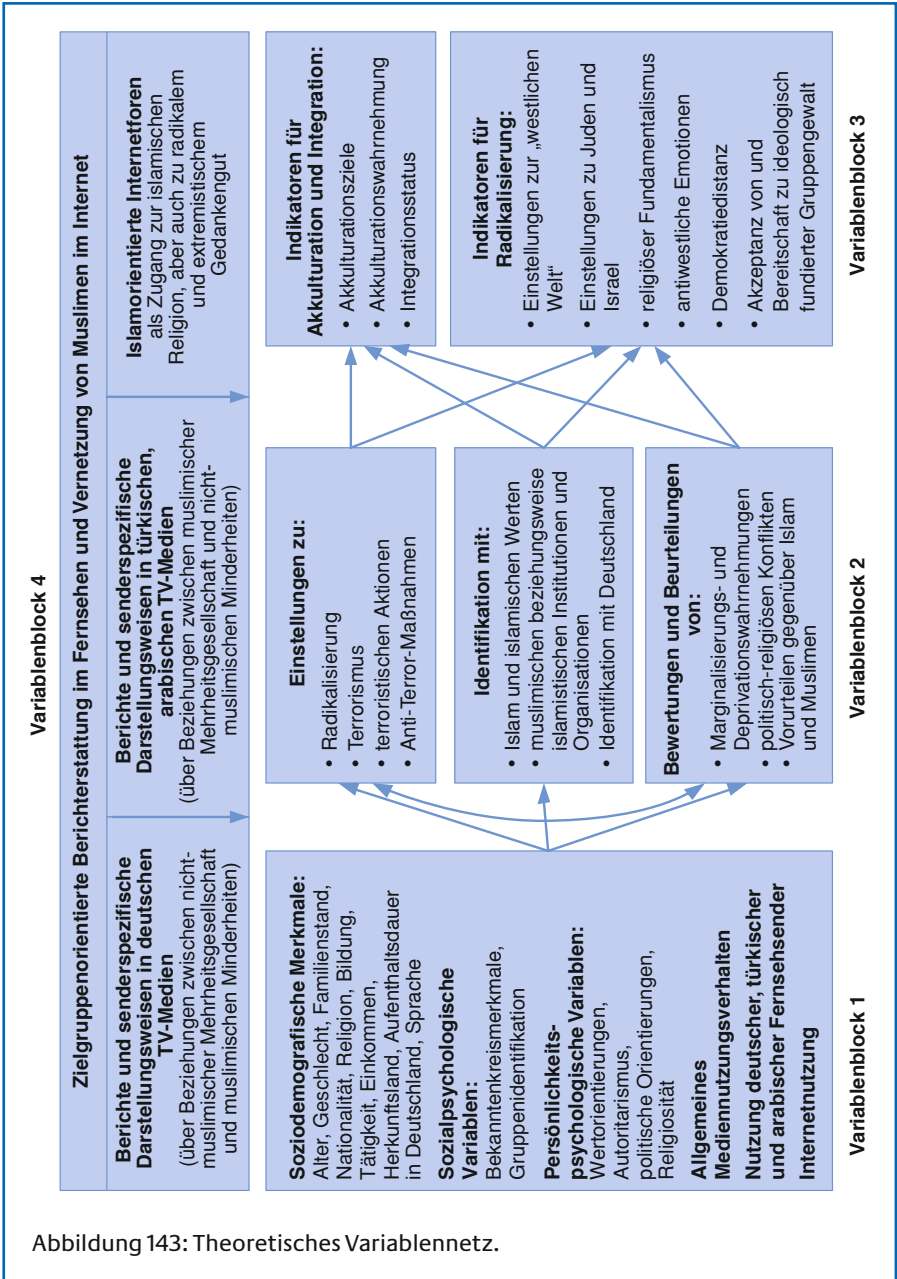 Variablenblock 4
Zielgruppenorientierte Berichterstattung im Fernsehen und Vernetzung von Muslimen im Internet
Berichte und senderspezifische
Darstellungsweisen in deutschen
TV-Medien
(über Beziehungen zwischen nicht-
muslimischer Mehrheitsgesellschaft
und muslimischen Minderheiten)
Berichte und senderspezifische
Darstellungsweisen in türkischen,
arabischen TV-Medien
(über Beziehungen zwischen muslimischer
Mehrheitsgesellschaft und nicht-
muslimischen Minderheiten)
Islamorientierte Internetforen
als Zugang zur islamischen
Religion, aber auch zu radikalem
und extremistischem
Gedankengut
Soziodemografische Merkmale:
Alter, Geschlecht, Familienstand,
Nationalität, Religion, Bildung,
Tätigkeit, Einkommen,
Herkunftsland, Aufenthaltsdauer
in Deutschland, Sprache
Sozialpsychologische
Variablen:
Bekanntenkreismerkmale,
Gruppenidentifikation
Persönlichkeits-
psychologische Variablen:
Wertorientierungen,
Autoritarismus,
politische Orientierungen,
Religiosität
Allgemeines
Mediennutzungsverhalten
Nutzung deutscher, türkischer
und arabischer Fernsehsender
Internetnutzung
Variablenblock 1
Einstellungen zu:
• Radikalisierung
• Terrorismus
• terroristischen Aktionen
• Anti-Terror-Maßnahmen
Identifikation mit:
• Islam und islamischen Werten
• muslimischen beziehungsweise
islamistischen Institutionen und
Organisationen
• Identifikation mit Deutschland
Bewertungen und Beurteilungen
von:
• Marginalisierungs- und
Deprivationswahrnehmungen
• politisch-religiösen Konflikten
• Vorurteilen gegenüber Islam
und Muslimen
Variablenblock 2
Indikatoren für
Akkulturation und Integration:
• Akkulturationsziele
• Akkulturationswahrnehmung
• Integrationsstatus
Indikatoren für
Radikalisierung:
• Einstellungen zur „westlichen
Welt“
• Einstellungen zu Juden und
Israel
• religiöser Fundamentalismus
• antiwestliche Emotionen
• Demokratiedistanz
• Akzeptanz von und
Bereitschaft zu ideologisch
fundierter Gruppengewalt
Variablenblock 3
Abbildung 143: Theoretisches Variablennetz.